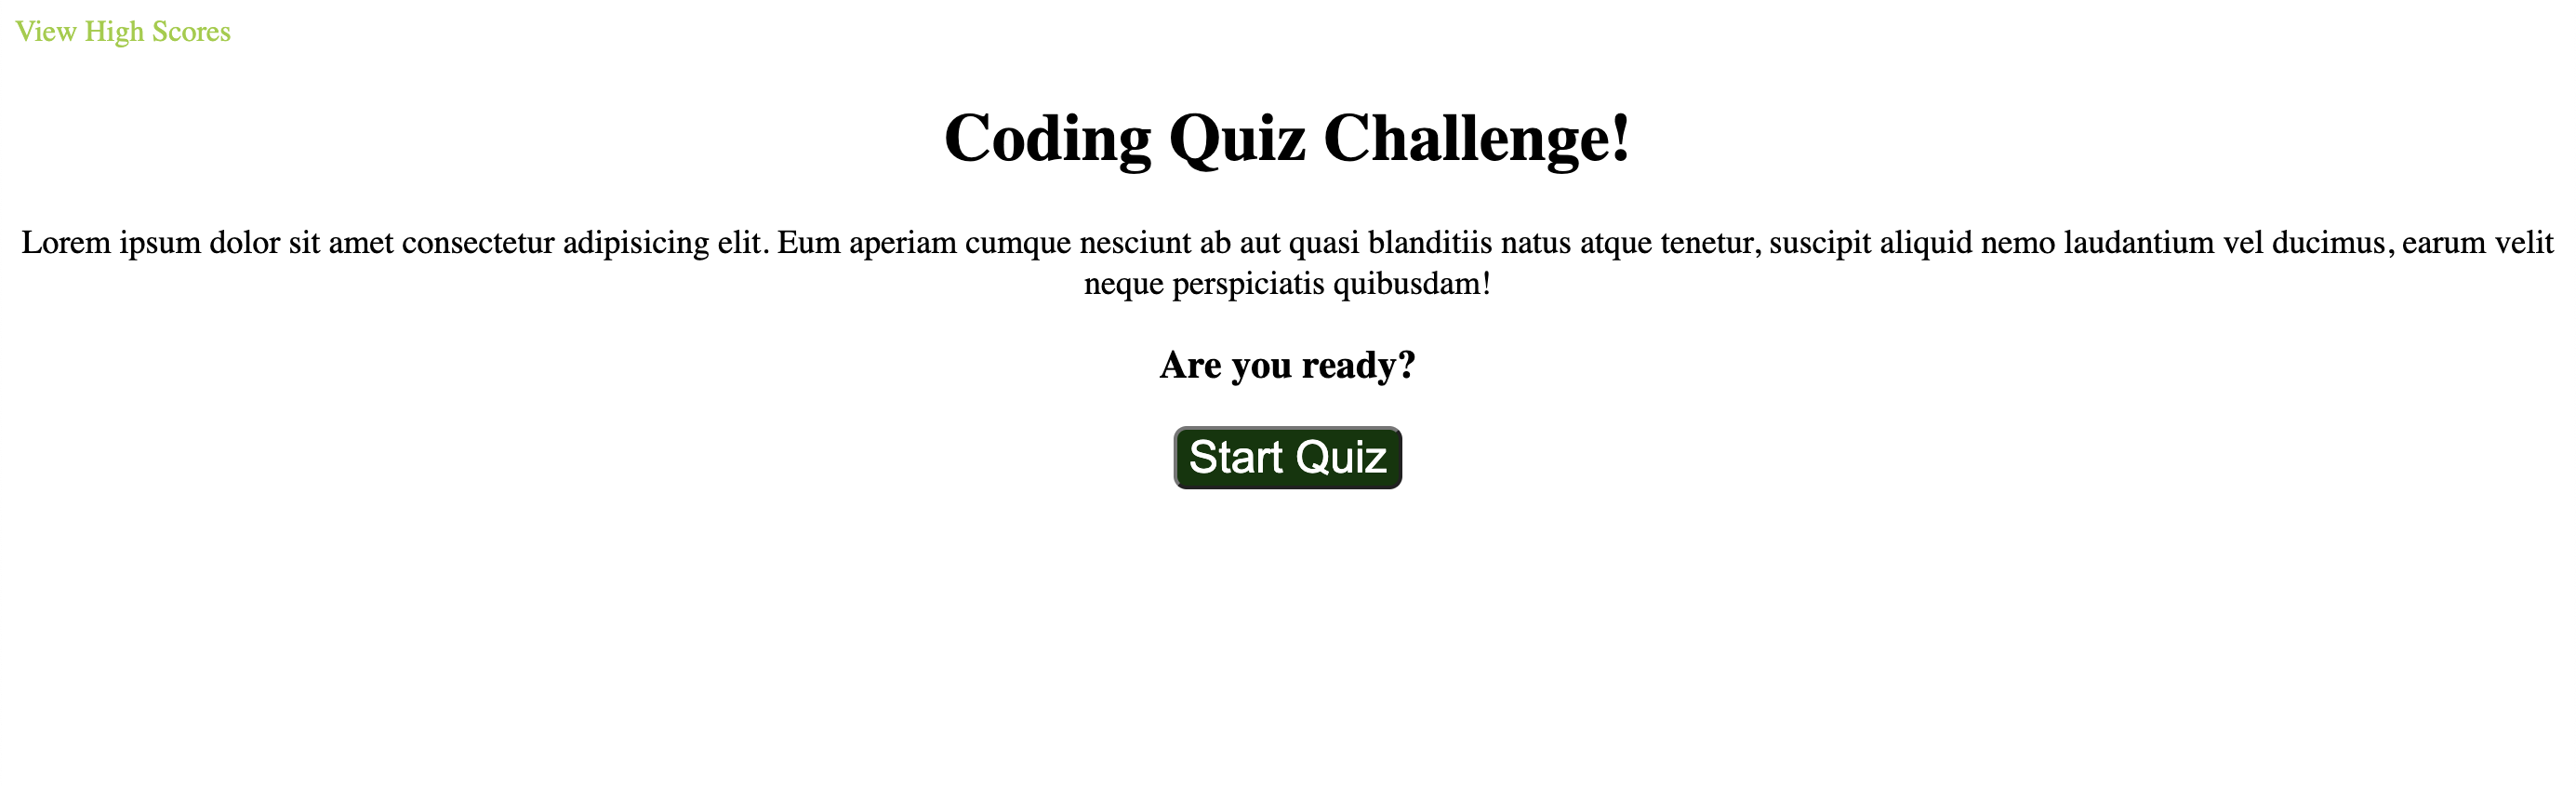 View High Scores
Coding Quiz Challenge!
Lorem ipsum dolor sit amet consectetur adipisicing elit. Eum aperiam cumque nesciunt ab aut quasi blanditiis natus atque tenetur, suscipit aliquid nemo laudantium vel ducimus, earum velit
neque perspiciatis quibusdam!
Are you ready?
Start Quiz